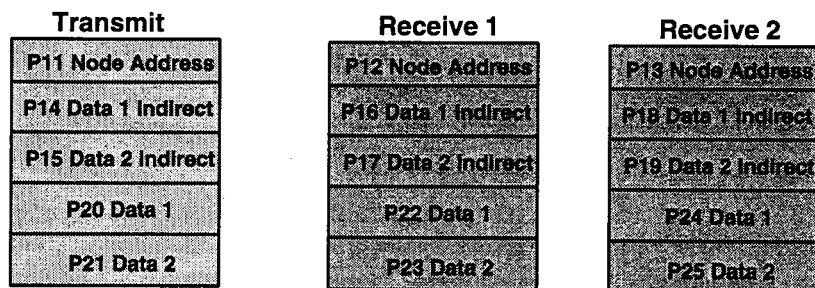 Transmit
P11 Node Address
P14 Data 1 Indirect
P15 Data 2 Indirect
P20 Data 1
P21 Data 2
Receive 1
P12 Node Address
P16 Data 1 Indirect
P17 Data 2 Indirect
P22 Data 1
P23 Data 2
Receive 2
P13 Node Address
P18 Data 1 Indirect
P19 Data 2 Indirect
P24 Data 1
P25 Data 2